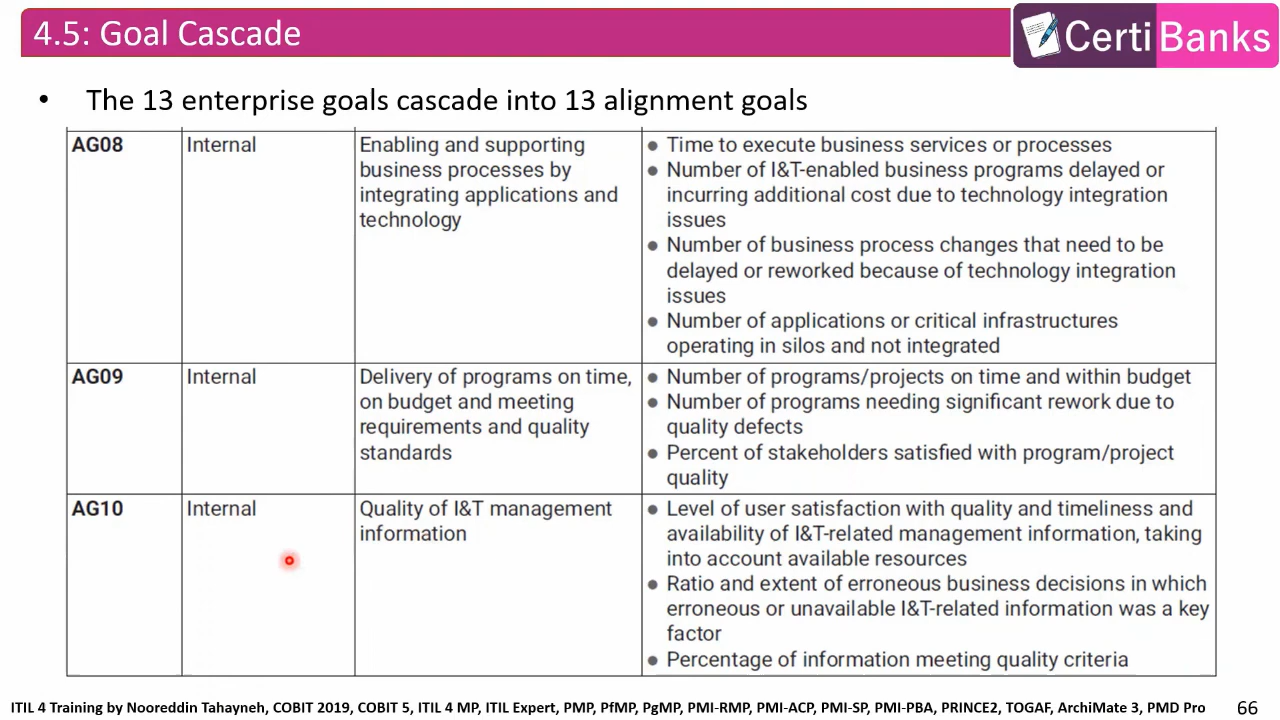 4.5: Goal Cascade
CertiBanks
• The 13 enterprise goals cascade into 13 alignment goals
AG08
Internal
Enabling and supporting
business processes by
integrating applications and
technology
● Time to execute business services or processes
● Number of I&T-enabled business programs delayed or
incurring additional cost due to technology integration
issues
● Number of business process changes that need to be
delayed or reworked because of technology integration
issues
● Number of applications or critical infrastructures
operating in silos and not integrated
AG09
Internal
Delivery of programs on time,
on budget and meeting
requirements and quality
standards
● Number of programs/projects on time and within budget
● Number of programs needing significant rework due to
quality defects
● Percent of stakeholders satisfied with program/project
quality
AG10
Internal
Quality of I&T management
information
● Level of user satisfaction with quality and timeliness and
availability of I&T-related management information, taking
into account available resources
● Ratio and extent of erroneous business decisions in which
erroneous or unavailable I&T-related information was a key
factor
● Percentage of information meeting quality criteria
ITIL 4 Training by Nooreddin Tahayneh, COBIT 2019, COBIT 5, ITIL 4 MP, ITIL Expert, PMP, PfMP, PgMP, PMI-RMP, PMI-ACP, PMI-SP, PMI-PBA, PRINCE2, TOGAF, ArchiMate 3, PMD Pro
66